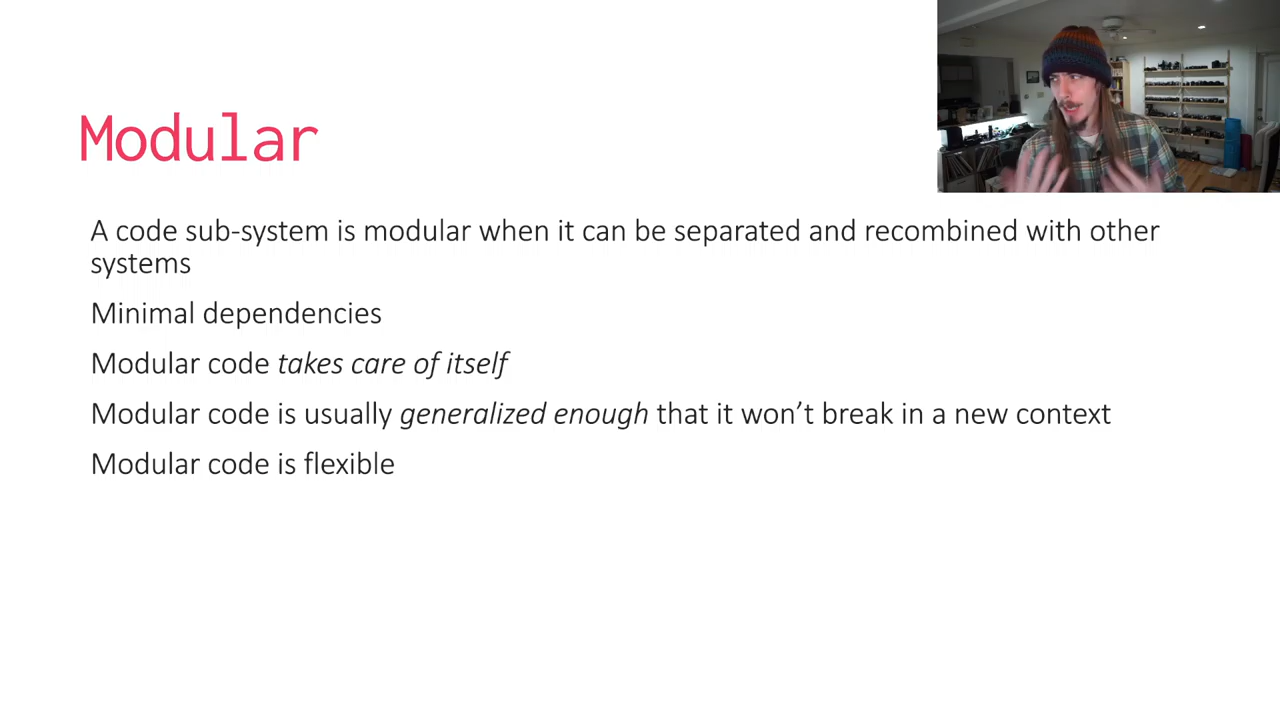 Modular
A code sub-system is modular when it can be separated and recombined with other
systems
Minimal dependencies
Modular code takes care of itself
Modular code is usually generalized enough that it won’t break in a new context
Modular code is flexible